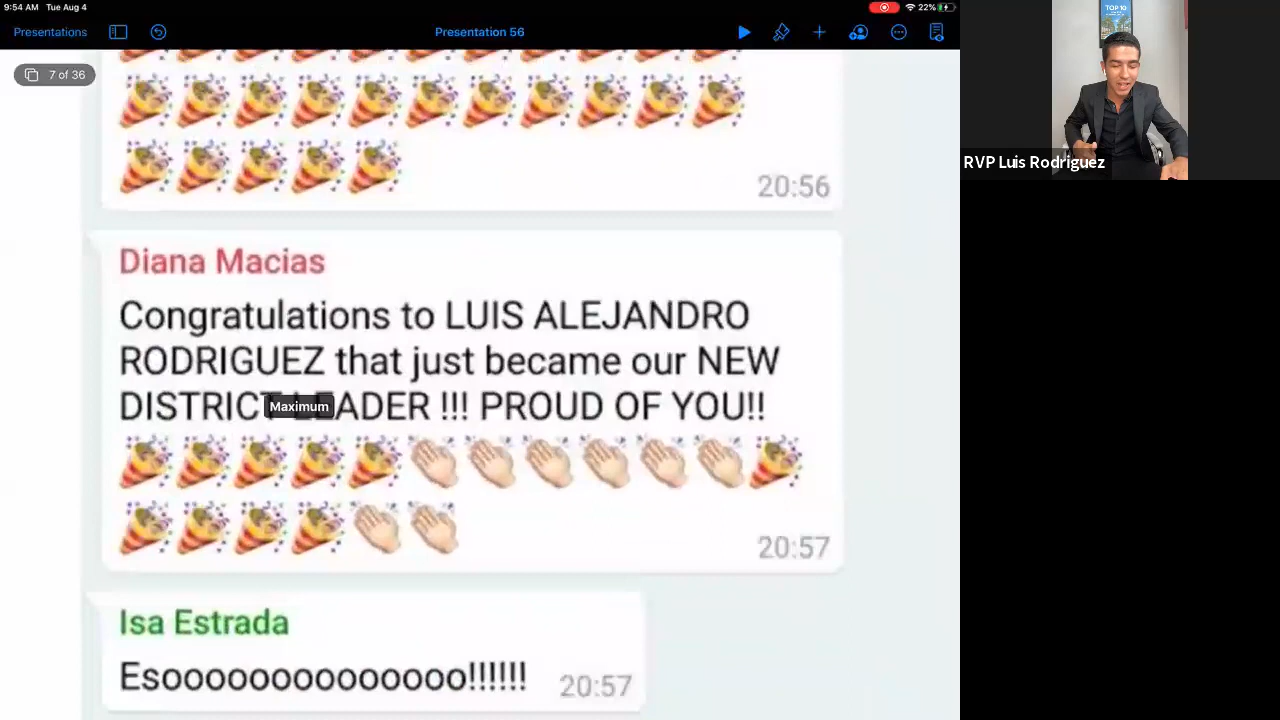 9:54 AM Tue Aug 4
22%
Presentations
Presentation 56
7 of 36
TOP 10
RVP Luis Rodriguez
20:56
Diana Macias
Congratulations to LUIS ALEJANDRO
RODRIGUEZ that just became our NEW
DISTRICT LEADER !!! PROUD OF YOU!!
Maximum
20:57
Isa Estrada
Esoooooooooooooo!!!!!!
20:57